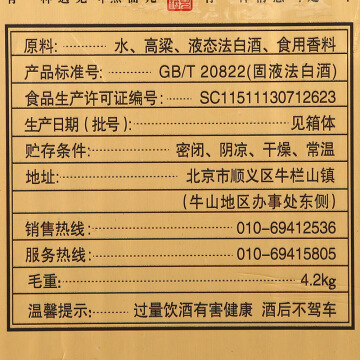 原料: 水、高粱、液态法白酒、食用香料
产品标准号: GB/T 20822(固液法白酒)
食品生产许可证编号: SC11511130712623
生产日期(批号): 见箱体
贮存条件: 密闭、阴凉、干燥、常温
地址: 北京市顺义区牛栏山镇
(牛山地区办事处东侧)
销售热线: 010-69412536
服务热线: 010-69415805
毛重: 4.2kg
温馨提示: 过量饮酒有害健康 酒后不驾车